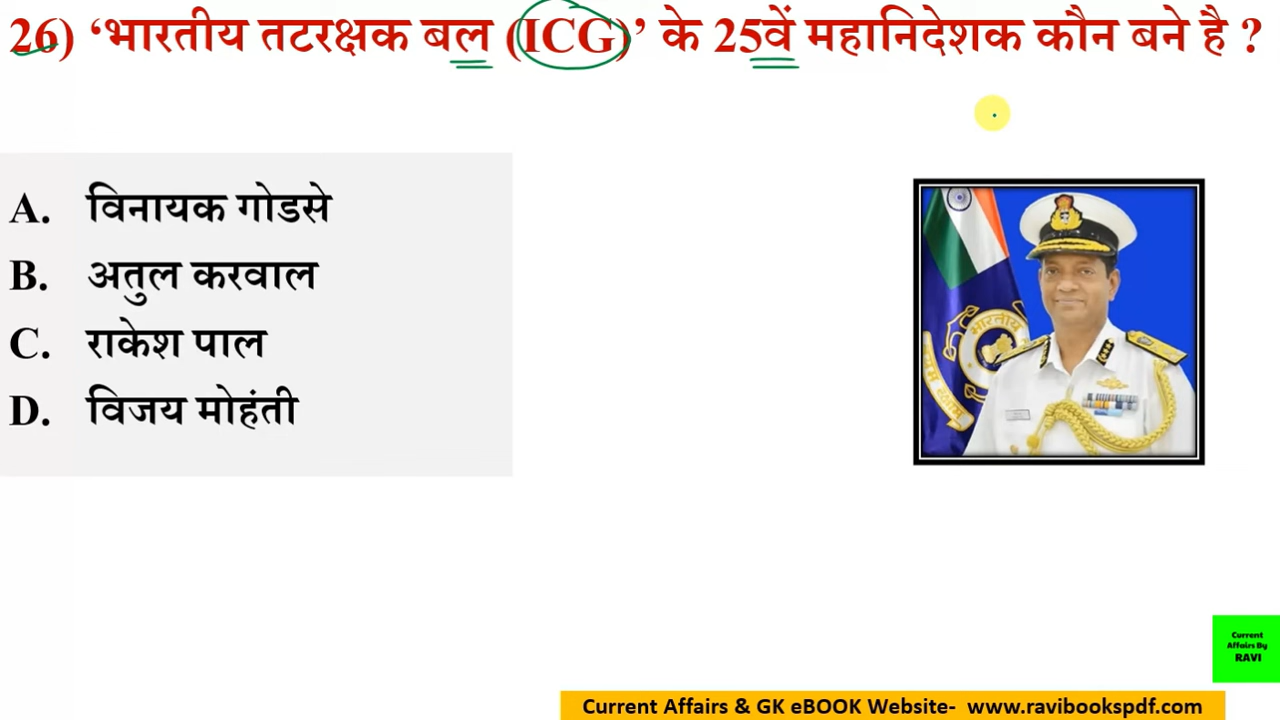 26) ‘भारतीय तटरक्षक बल (ICG)’ के 25वें महानिदेशक कौन बने है ?
A. विनायक गोडसे
B. अतुल करवाल
C. राकेश पाल
D. विजय मोहंती
भारतीय
Current
Affairs By
RAVI
Current Affairs & GK eBOOK Website- www.ravibookspdf.com